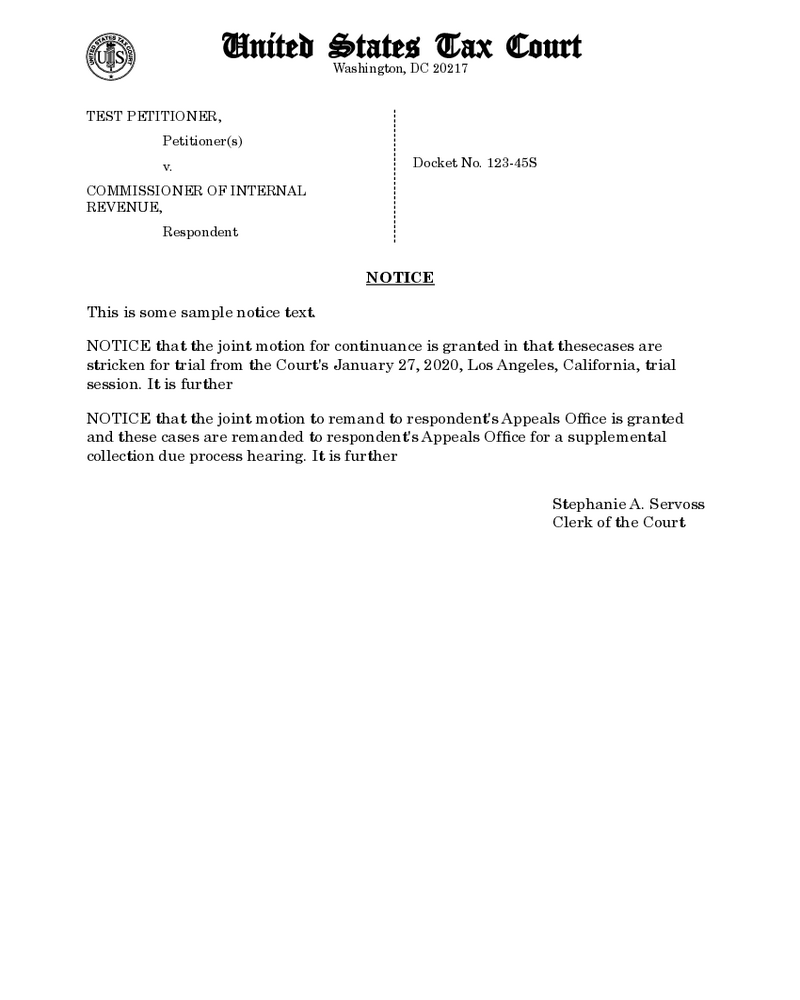 UNITED STATES TAX COURT
US
United States Tax Court
Washington, DC 20217
TEST PETITIONER,
Petitioner(s)
v.
Docket No. 123-45S
COMMISSIONER OF INTERNAL
REVENUE,
Respondent
NOTICE
This is some sample notice text.
NOTICE that the joint motion for continuance is granted in that thesecases are
stricken for trial from the Court's January 27, 2020, Los Angeles, California, trial
session. It is further
NOTICE that the joint motion to remand to respondent's Appeals Office is granted
and these cases are remanded to respondent's Appeals Office for a supplemental
collection due process hearing. It is further
Stephanie A. Servoss
Clerk of the Court